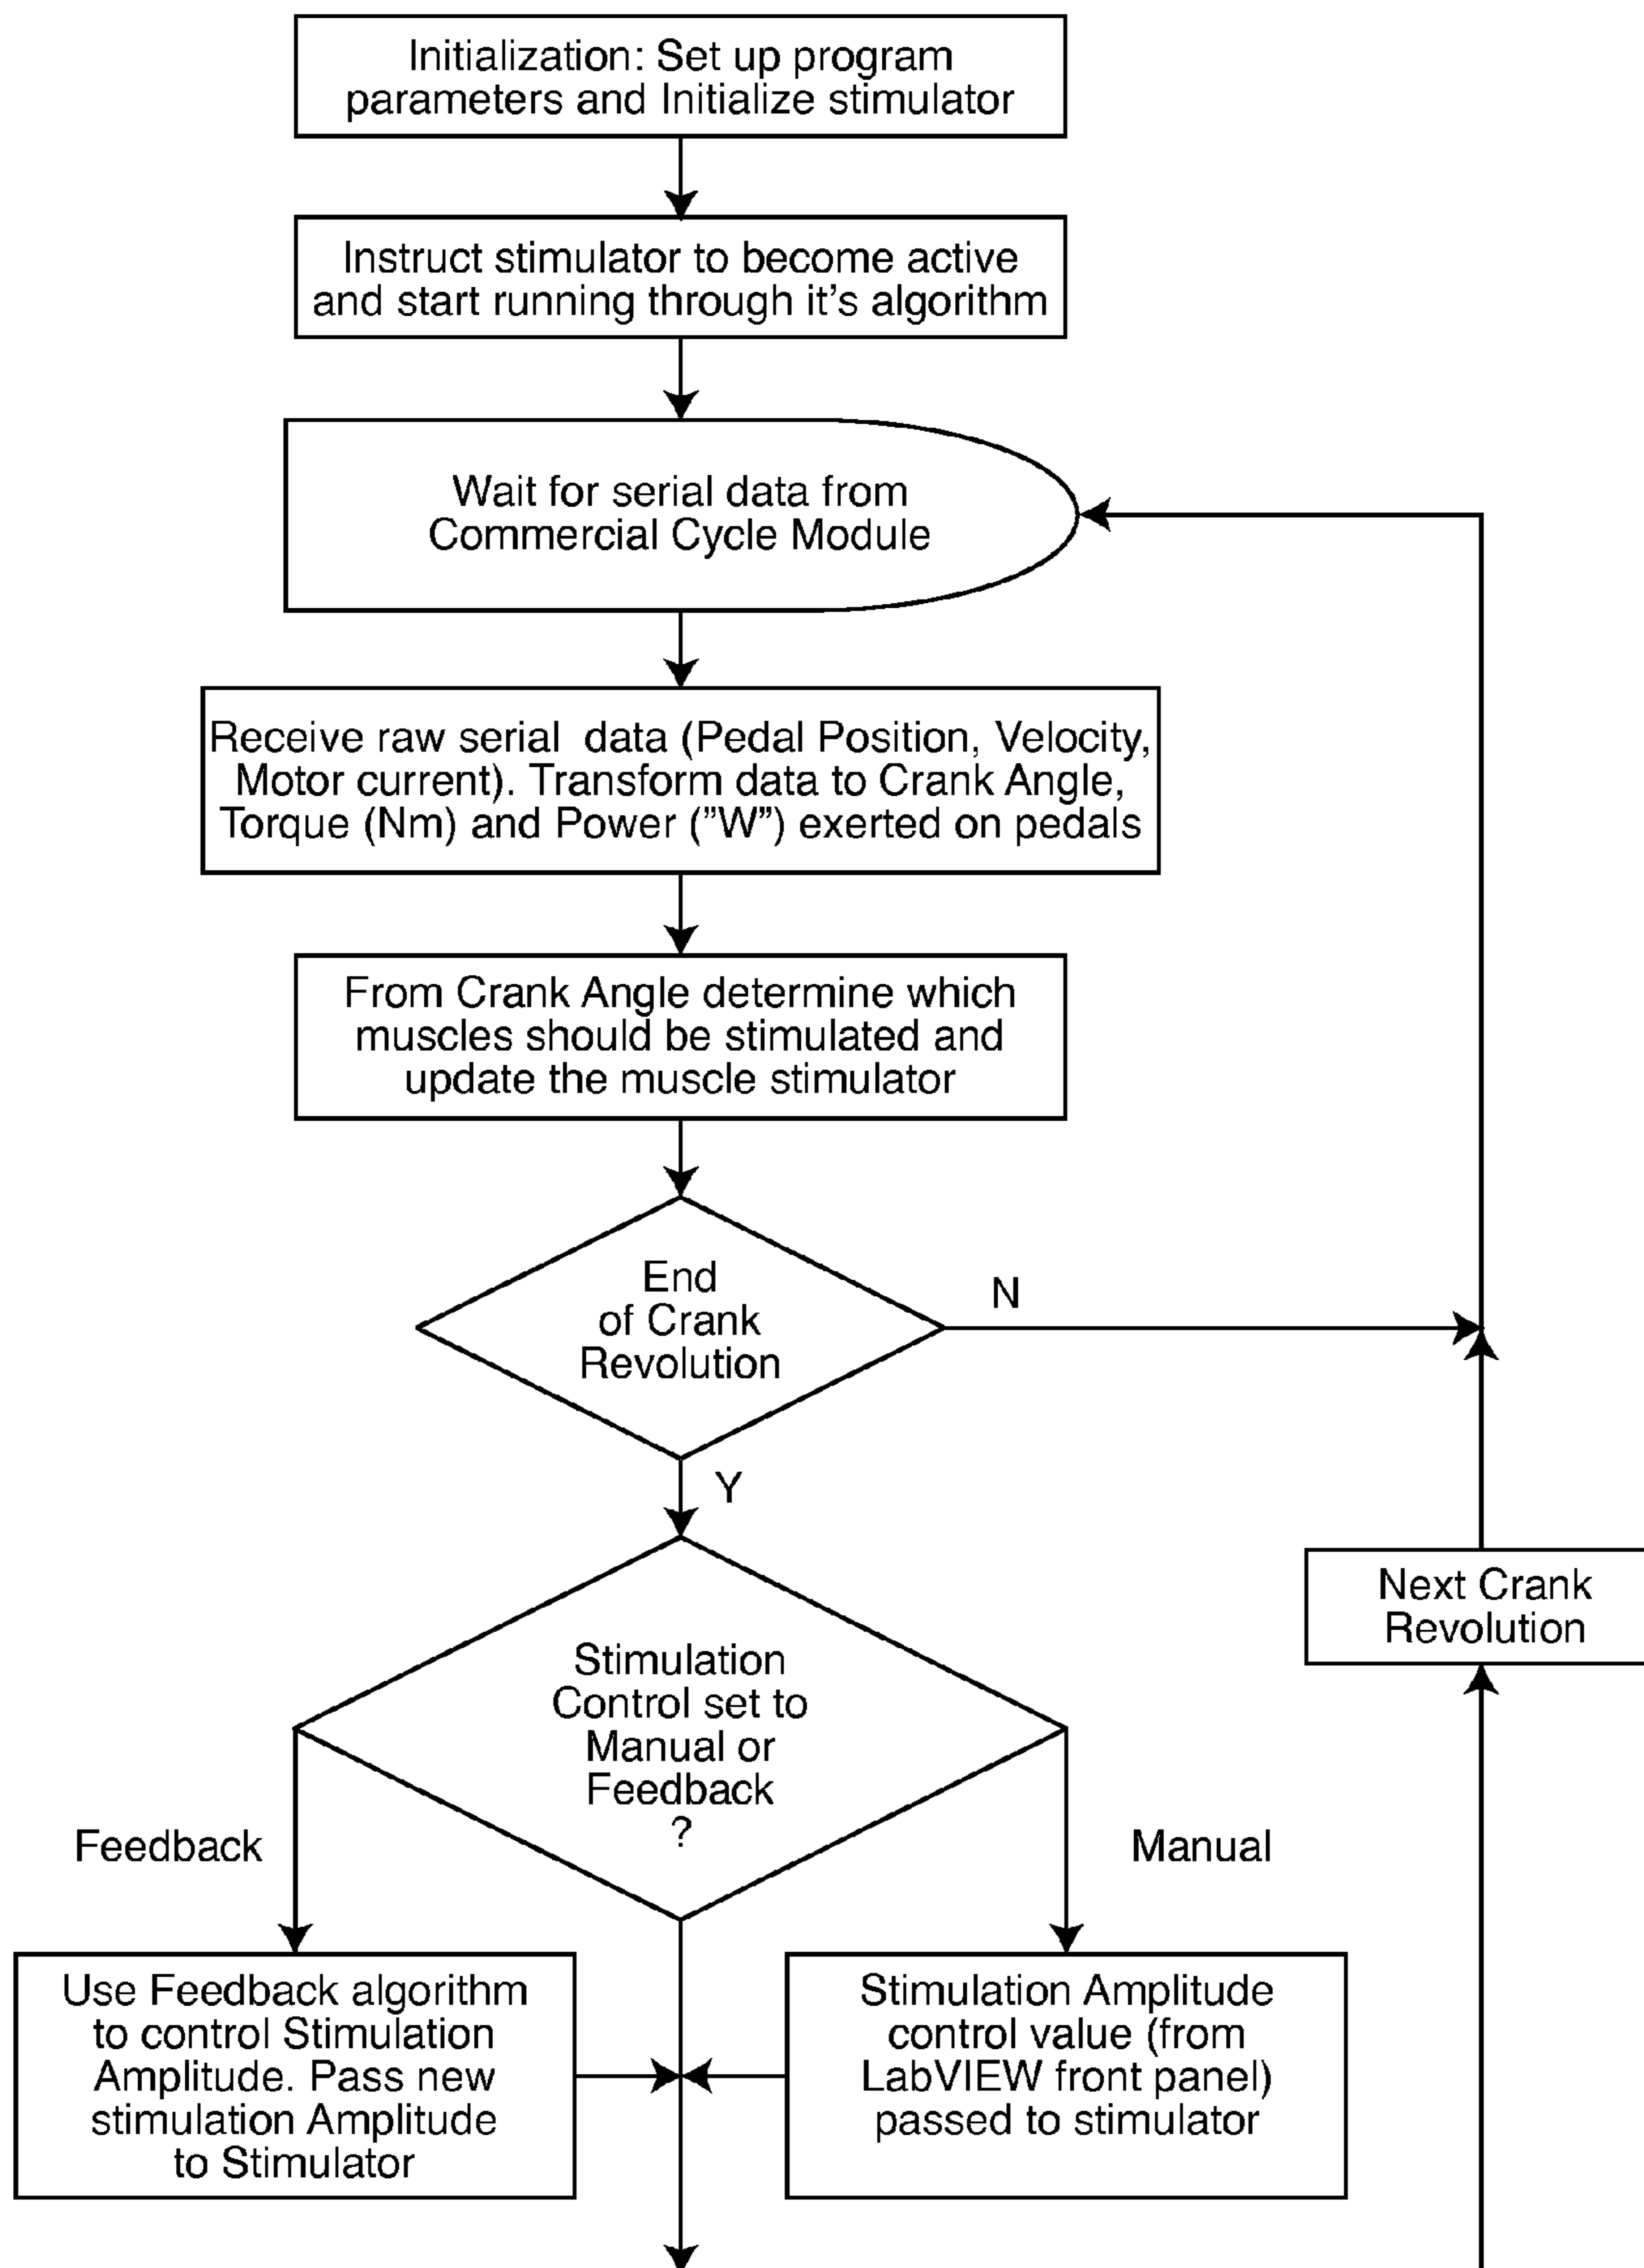 Initialization: Set up program
parameters and Initialize stimulator
Instruct stimulator to become active
and start running through it's algorithm
Wait for serial data from
Commercial Cycle Module
Receive raw serial data (Pedal Position, Velocity,
Motor current). Transform data to Crank Angle,
Torque (Nm) and Power (”W”) exerted on pedals
From Crank Angle determine which
muscles should be stimulated and
update the muscle stimulator
End
of Crank
Revolution
N
Y
Next Crank
Revolution
Stimulation
Control set to
Manual or
Feedback
?
Feedback
Manual
Use Feedback algorithm
to control Stimulation
Amplitude. Pass new
stimulation Amplitude
to Stimulator
Stimulation Amplitude
control value (from
LabVIEW front panel)
passed to stimulator